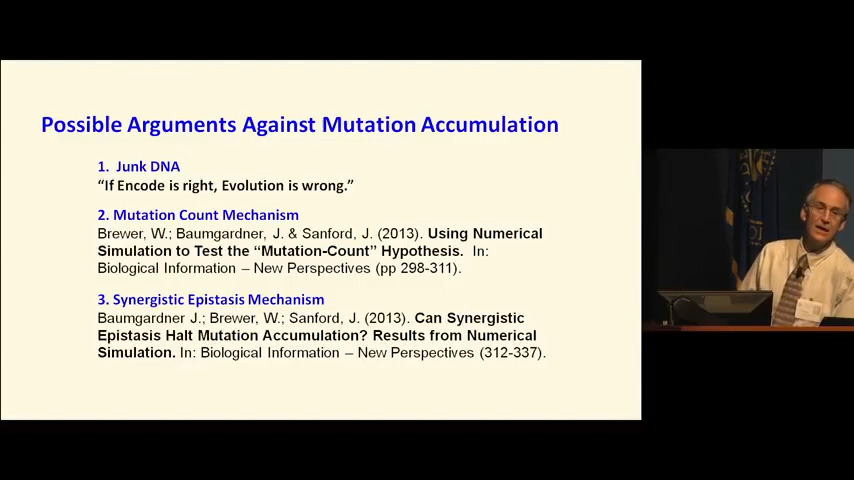 Possible Arguments Against Mutation Accumulation
1. Junk DNA
“If Encode is right, Evolution is wrong.”
2. Mutation Count Mechanism
Brewer, W.; Baumgardner, J. & Sanford, J. (2013). Using Numerical
Simulation to Test the “Mutation-Count” Hypothesis. In:
Biological Information – New Perspectives (pp 298-311).
3. Synergistic Epistasis Mechanism
Baumgardner J.; Brewer, W.; Sanford, J. (2013). Can Synergistic
Epistasis Halt Mutation Accumulation? Results from Numerical
Simulation. In: Biological Information – New Perspectives (312-337).